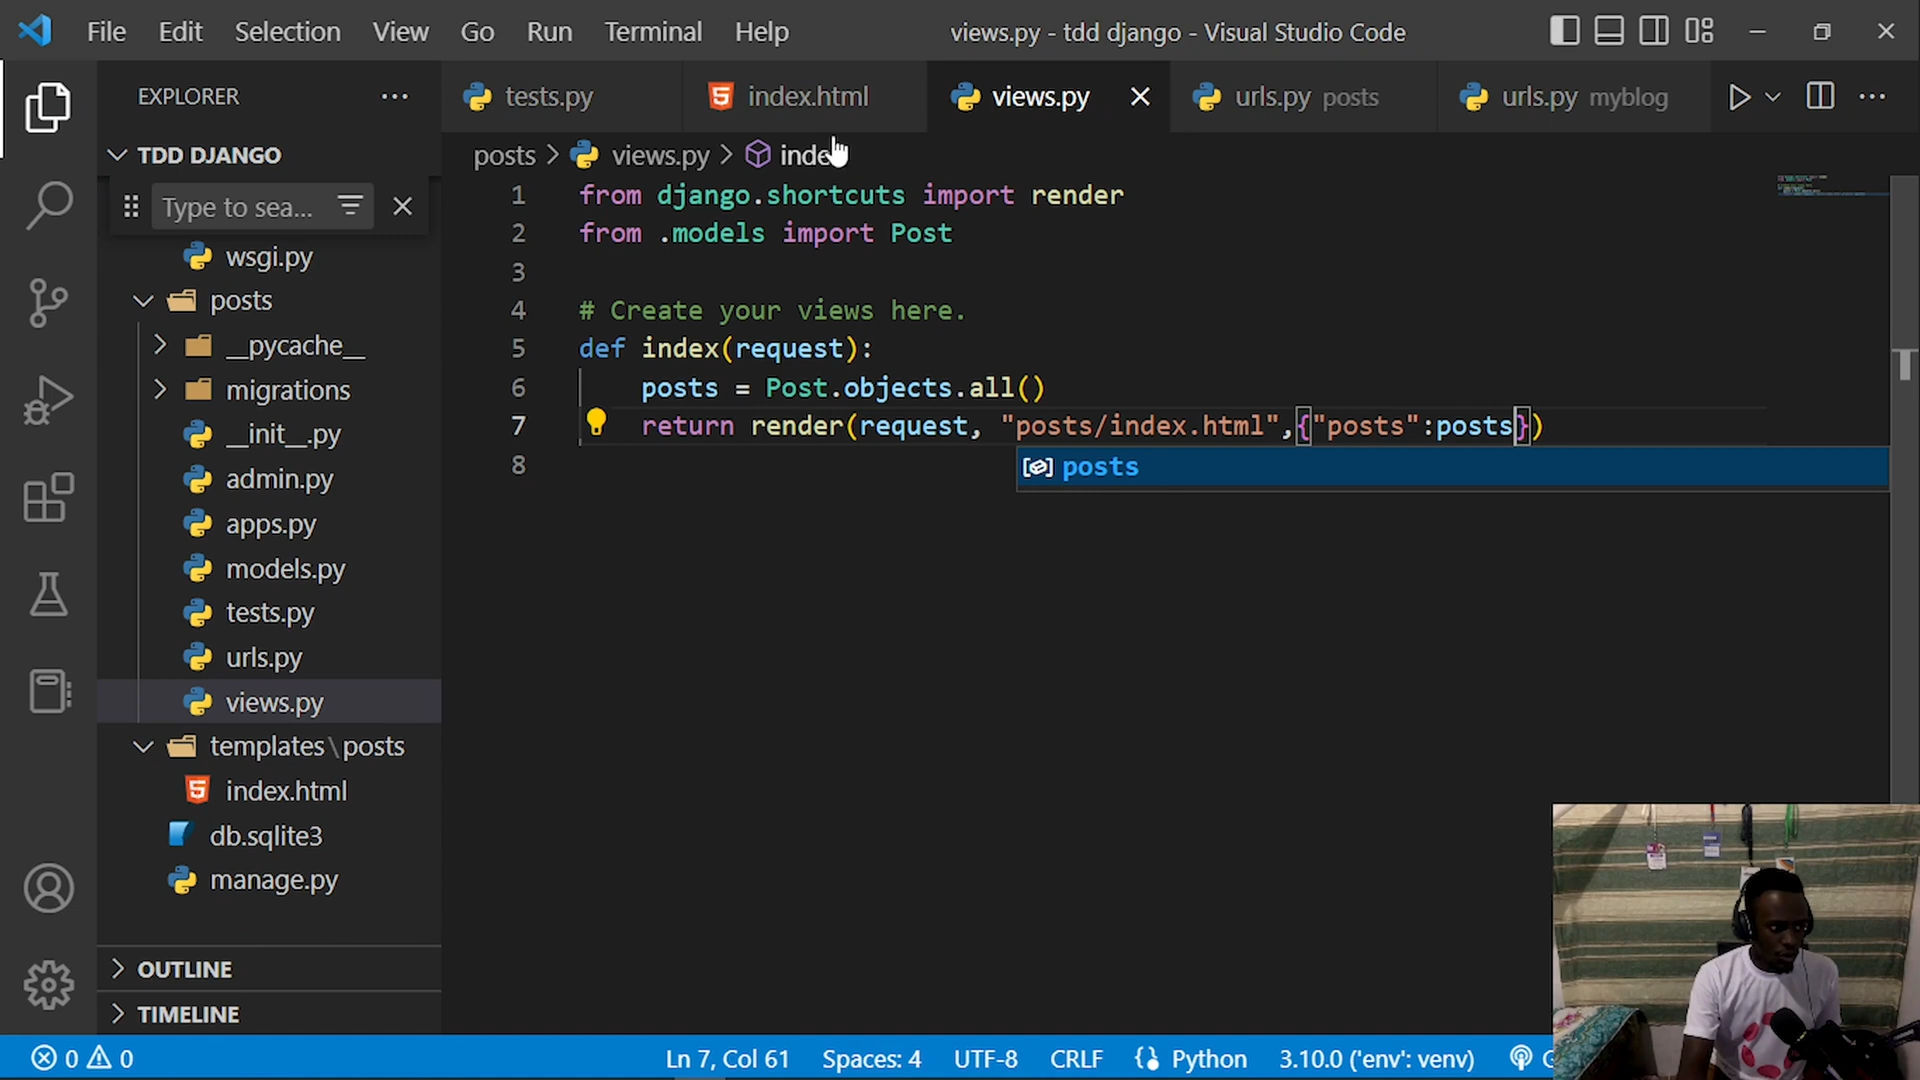 File Edit Selection View Go Run Terminal Help views.py - tdd django - Visual Studio Code
EXPLORER
tests.py index.html views.py urls.py posts urls.py myblog
TDD DJANGO
posts > views.py > inde
Type to sea...
wsgi.py
posts
__pycache__
migrations
__init__.py
admin.py
apps.py
models.py
tests.py
urls.py
views.py
templates\posts
index.html
db.sqlite3
manage.py
OUTLINE
TIMELINE
1 from django.shortcuts import render
2 from .models import Post
3
4 # Create your views here.
5 def index(request):
6 posts = Post.objects.all()
7 return render(request, "posts/index.html",{"posts":posts})
8
posts
0 0 Ln 7, Col 61 Spaces: 4 UTF-8 CRLF Python 3.10.0 ('env': venv)